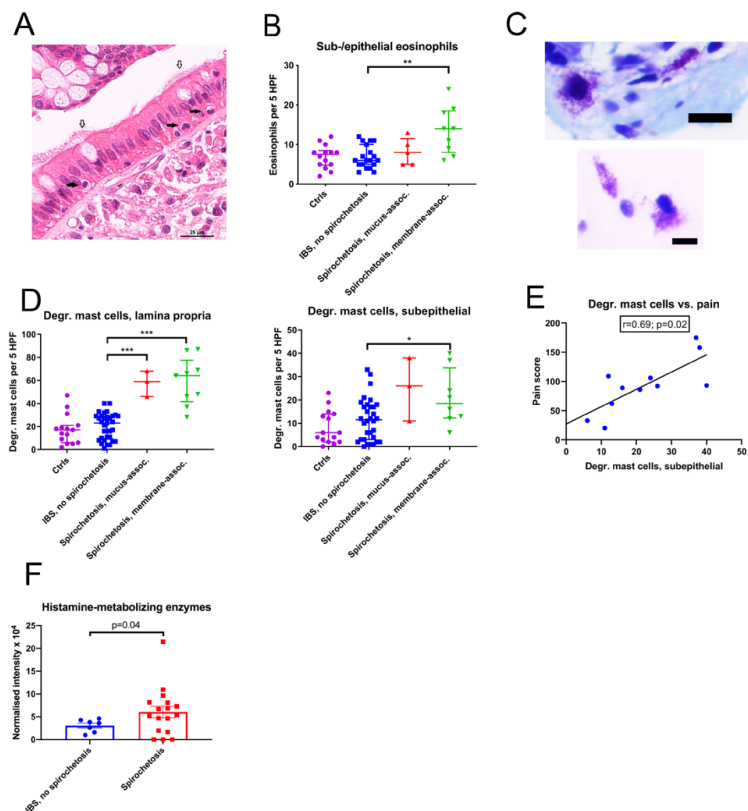 A
25 µm
B
Sub-/epithelial eosinophils
**
Eosinophils per 5 HPF
30
20
10
0
Ctrls
IBS, no spirochetosis
Spirochetosis, mucus-assoc.
Spirochetosis, membrane-assoc.
C
D
Degr. mast cells, lamina propria
***
***
Degr. mast cells per 5 HPF
100
80
60
40
20
0
Ctrls
IBS, no spirochetosis
Spirochetosis, mucus-assoc.
Spirochetosis, membrane-assoc.
Degr. mast cells, subepithelial
*
Degr. mast cells per 5 HPF
50
40
30
20
10
0
Ctrls
IBS, no spirochetosis
Spirochetosis, mucus-assoc.
Spirochetosis, membrane-assoc.
E
Degr. mast cells vs. pain
r=0.69; p=0.02
Pain score
200
150
100
50
0
0 10 20 30 40 50
Degr. mast cells, subepithelial
F
Histamine-metabolizing enzymes
p=0.04
Normalised intensity x 10⁴
25
20
15
10
5
0
IBS, no spirochetosis
Spirochetosis